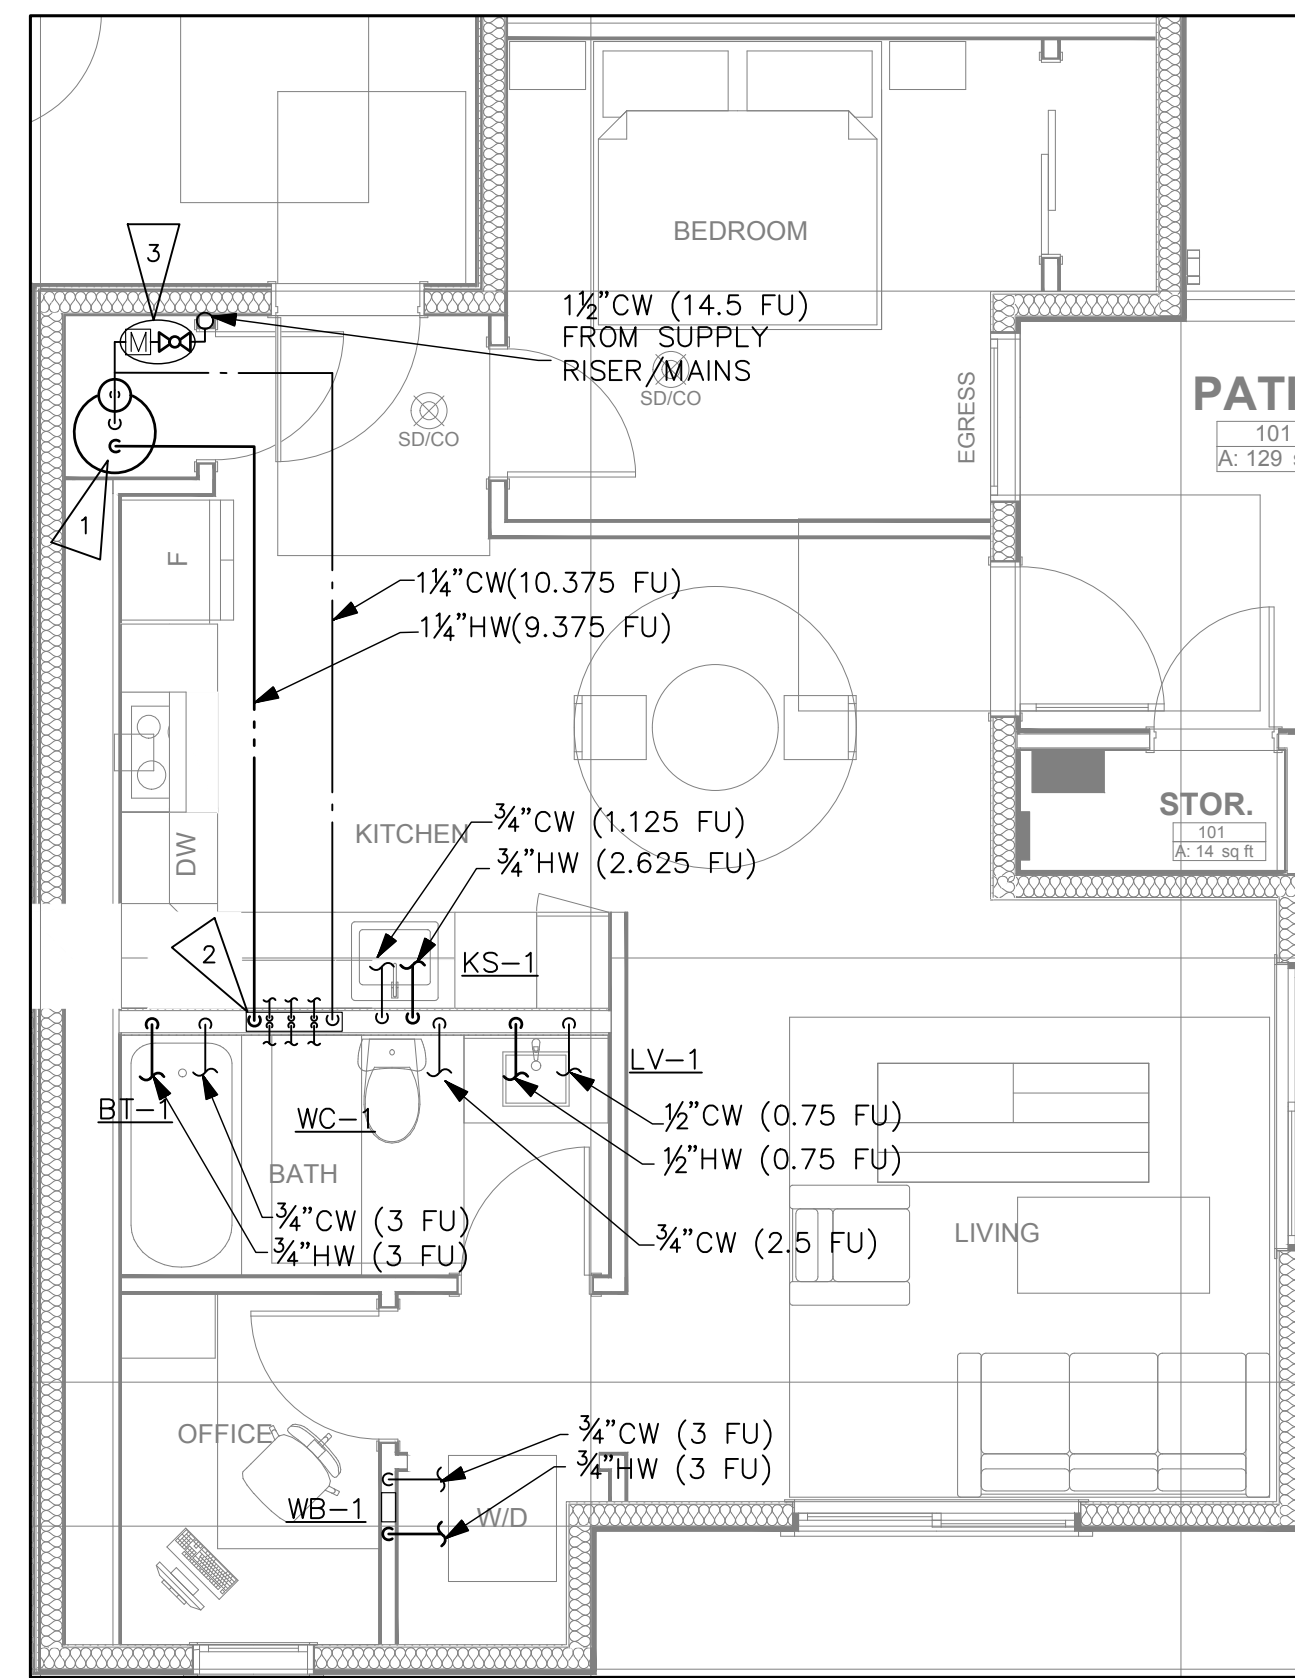 BEDROOM
3
1½"CW (14.5 FU)
FROM SUPPLY
RISER/MAINS
SD/CO
SD/CO
EGRESS
PATI
101
A: 129 s
1
F
1¼"CW(10.375 FU)
1¼"HW(9.375 FU)
STOR.
101
A: 14 sq ft
KITCHEN
¾"CW (1.125 FU)
¾"HW (2.625 FU)
DW
2
KS-1
LV-1
BT-1
WC-1
½"CW (0.75 FU)
½"HW (0.75 FU)
BATH
¾"CW (3 FU)
¾"HW (3 FU)
¾"CW (2.5 FU)
LIVING
OFFICE
¾"CW (3 FU)
¾"HW (3 FU)
WB-1
W/D
M